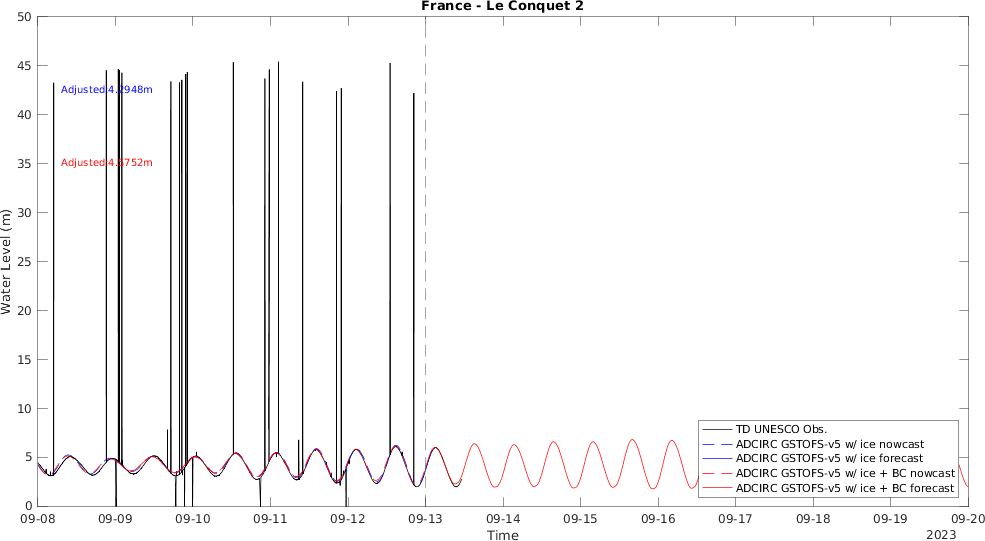 France - Le Conquet 2
50
45
40
35
30
25
20
15
10
5
0
Water Level (m)
Adjusted 4.2948m
Adjusted
TD UNESCO Obs.
ADCIRC GSTOFS-v5 w/ ice nowcast
ADCIRC GSTOFS-v5 w/ ice forecast
ADCIRC GSTOFS-v5 w/ ice + BC nowcast
ADCIRC GSTOFS-v5 w/ ice + BC forecast
09-08 09-09 09-10 09-11 09-12 09-13 09-14 09-15 09-16 09-17 09-18 09-19 09-20
Time
2023